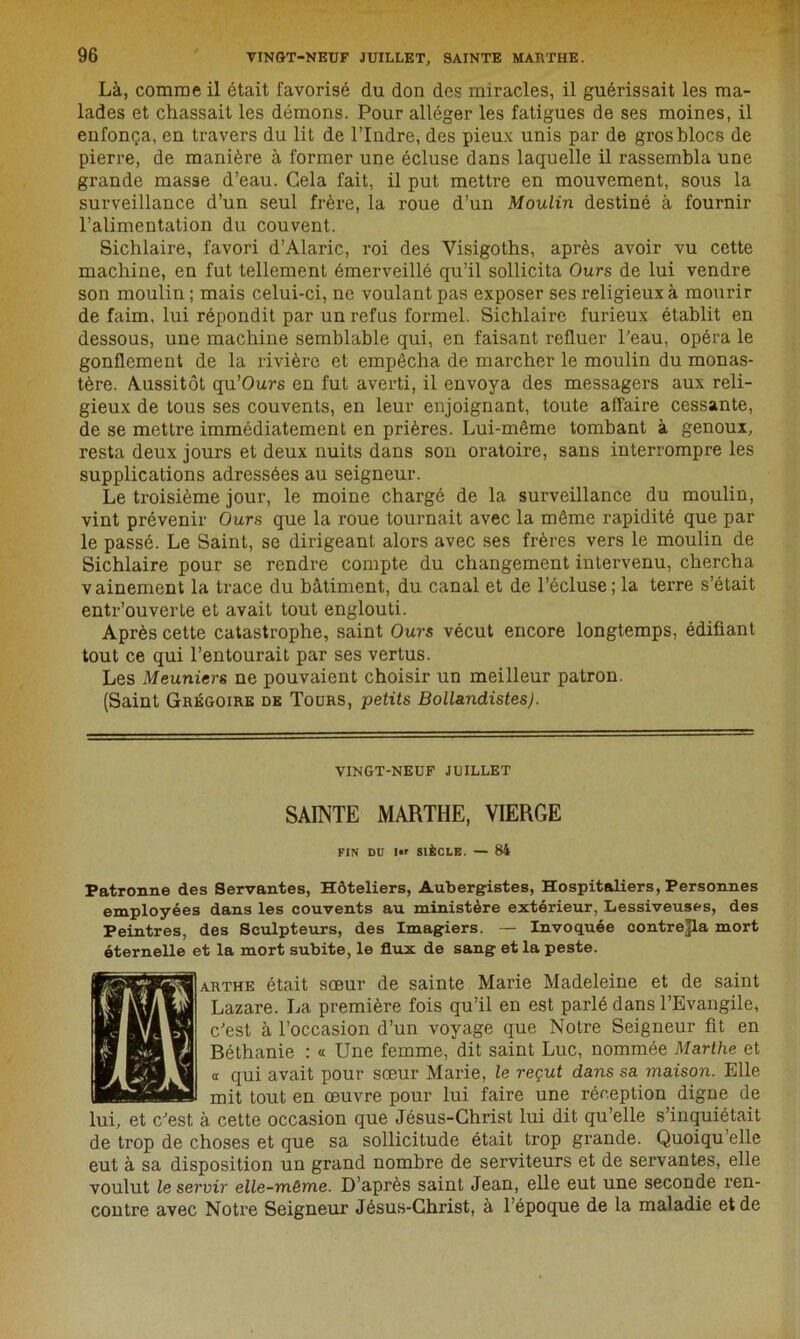 96 VINGT-NEUF JUILLET, SAINTE MARTHE.
Là, comme il était favorisé du don des miracles, il guérissait les ma-
lades et chassait les démons. Pour alléger les fatigues de ses moines, il
enfonça, en travers du lit de l'Indre, des pieux unis par de gros blocs de
pierre, de manière à former une écluse dans laquelle il rassembla une
grande masse d'eau. Cela fait, il put mettre en mouvement, sous la
surveillance d'un seul frère, la roue d'un Moulin destiné à fournir
l'alimentation du couvent.
Sichlaire, favori d'Alaric, roi des Visigoths, après avoir vu cette
machine, en fut tellement émerveillé qu'il sollicita Ours de lui vendre
son moulin ; mais celui-ci, ne voulant pas exposer ses religieux à mourir
de faim, lui répondit par un refus formel. Sichlaire furieux établit en
dessous, une machine semblable qui, en faisant refluer l'eau, opéra le
gonflement de la rivière et empêcha de marcher le moulin du monas-
tère. Aussitôt qu'Ours en fut averti, il envoya des messagers aux reli-
gieux de tous ses couvents, en leur enjoignant, toute affaire cessante,
de se mettre immédiatement en prières. Lui-même tombant à genoux,
resta deux jours et deux nuits dans son oratoire, sans interrompre les
supplications adressées au seigneur.
Le troisième jour, le moine chargé de la surveillance du moulin,
vint prévenir Ours que la roue tournait avec la même rapidité que par
le passé. Le Saint, se dirigeant alors avec ses frères vers le moulin de
Sichlaire pour se rendre compte du changement intervenu, chercha
vainement la trace du bâtiment, du canal et de l'écluse ; la terre s'était
entr'ouverte et avait tout englouti.
Après cette catastrophe, saint Ours vécut encore longtemps, édifiant
tout ce qui l'entourait par ses vertus.
Les Meuniers ne pouvaient choisir un meilleur patron.
(Saint GRÉGOIRE DE TOURS, petits Bollandistes).
VINGT-NEUF JUILLET
SAINTE MARTHE, VIERGE
FIN DU Ier SIÈCLE. — 84
Patronne des Servantes, Hôteliers, Aubergistes, Hospitaliers, Personnes
employées dans les couvents au ministère extérieur, Lessiveuses, des
Peintres, des Sculpteurs, des Imagiers. — Invoquée contre la mort
éternelle et la mort subite, le flux de sang et la peste.
MARTHE était sœur de sainte Marie Madeleine et de saint
Lazare. La première fois qu'il en est parlé dans l'Evangile,
c'est à l'occasion d'un voyage que Notre Seigneur fit en
Béthanie : « Une femme, dit saint Luc, nommée Marthe et
« qui avait pour sœur Marie, le reçut dans sa maison. Elle
mit tout en œuvre pour lui faire une réception digne de
lui, et c'est à cette occasion que Jésus-Christ lui dit qu'elle s'inquiétait
de trop de choses et que sa sollicitude était trop grande. Quoiqu'elle
eut à sa disposition un grand nombre de serviteurs et de servantes, elle
voulut le servir elle-même. D'après saint Jean, elle eut une seconde ren-
contre avec Notre Seigneur Jésus-Christ, à l'époque de la maladie et de